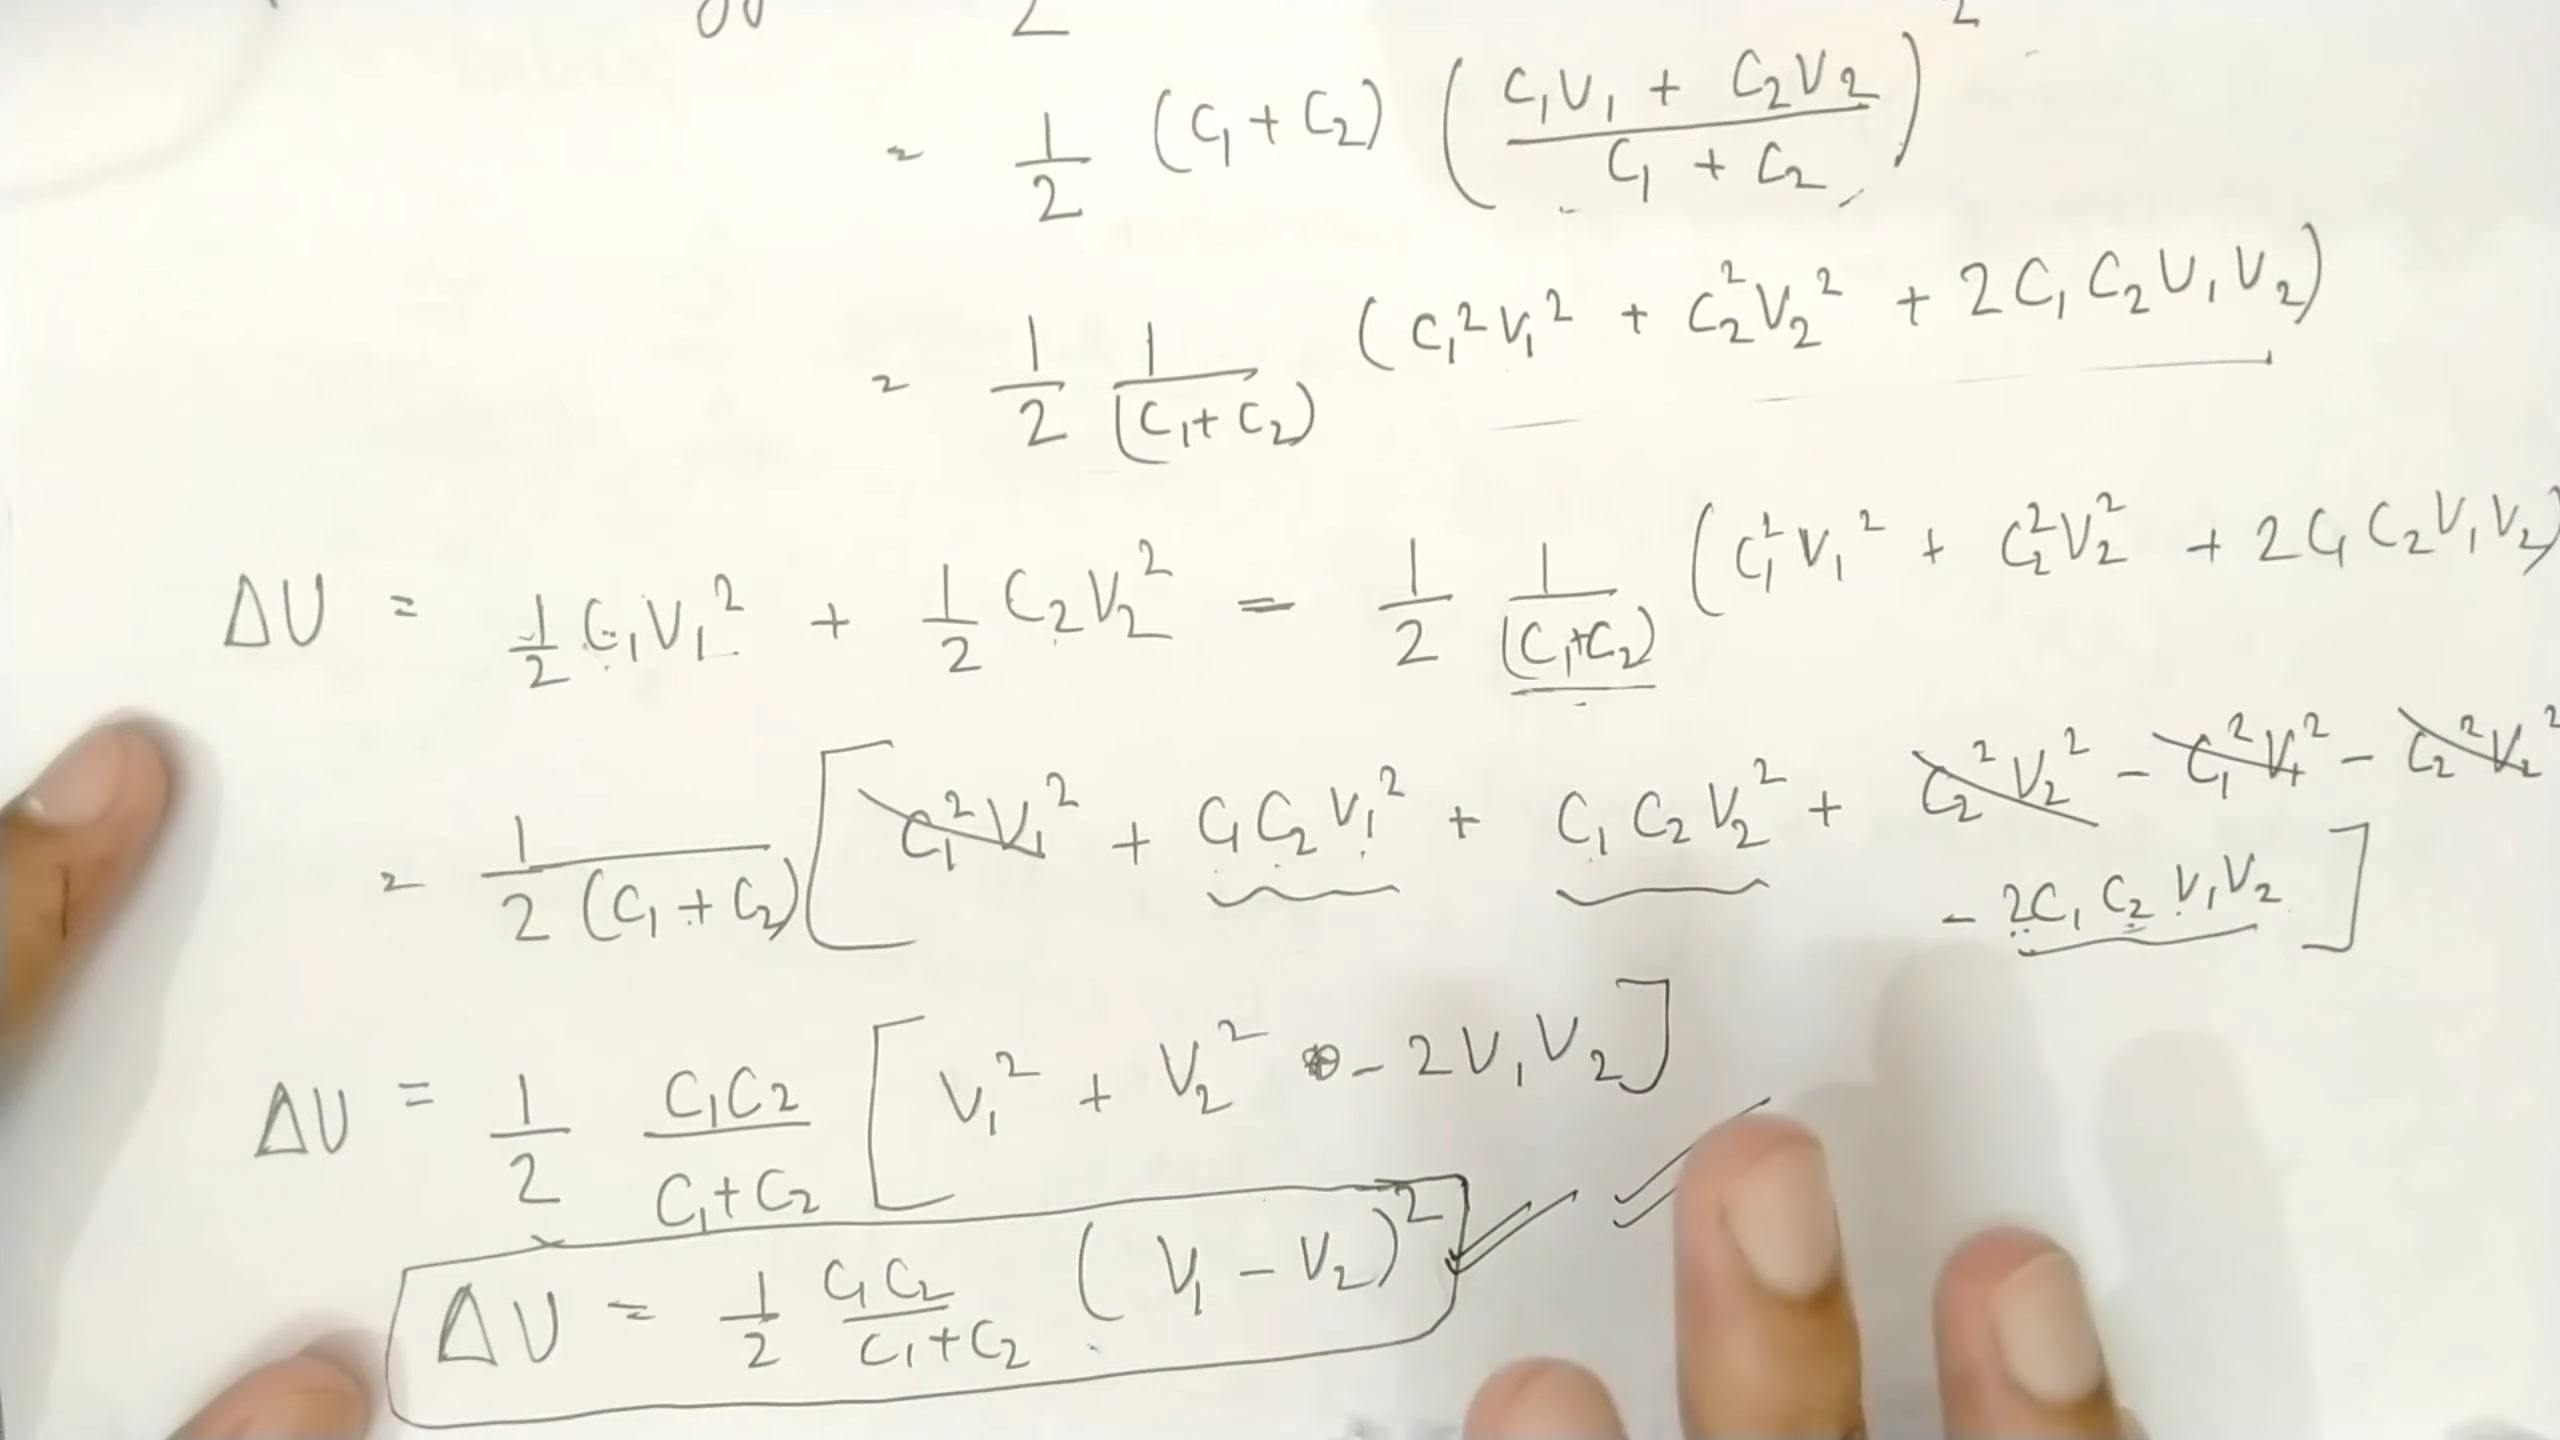 = 1/2 (C₁ + C₂) ((C₁V₁ + C₂V₂)/(C₁ + C₂))²
= 1/2 1/(C₁ + C₂) (C₁²V₁² + C₂²V₂² + 2C₁C₂V₁V₂)
ΔU = 1/2 C₁V₁² + 1/2 C₂V₂² - 1/2 1/(C₁+C₂) (C₁²V₁² + C₂²V₂² + 2C₁C₂V₁V₂)
= 1/2(C₁ + C₂) [C₁²V₁² + C₁C₂V₁² + C₁C₂V₂² + C₂²V₂² - C₁²V₁² - C₂²V₂²
- 2C₁C₂V₁V₂]
ΔU = 1/2 C₁C₂/(C₁+C₂) [V₁² + V₂² - 2V₁V₂]
ΔU = 1/2 C₁C₂/(C₁+C₂) (V₁ - V₂)²